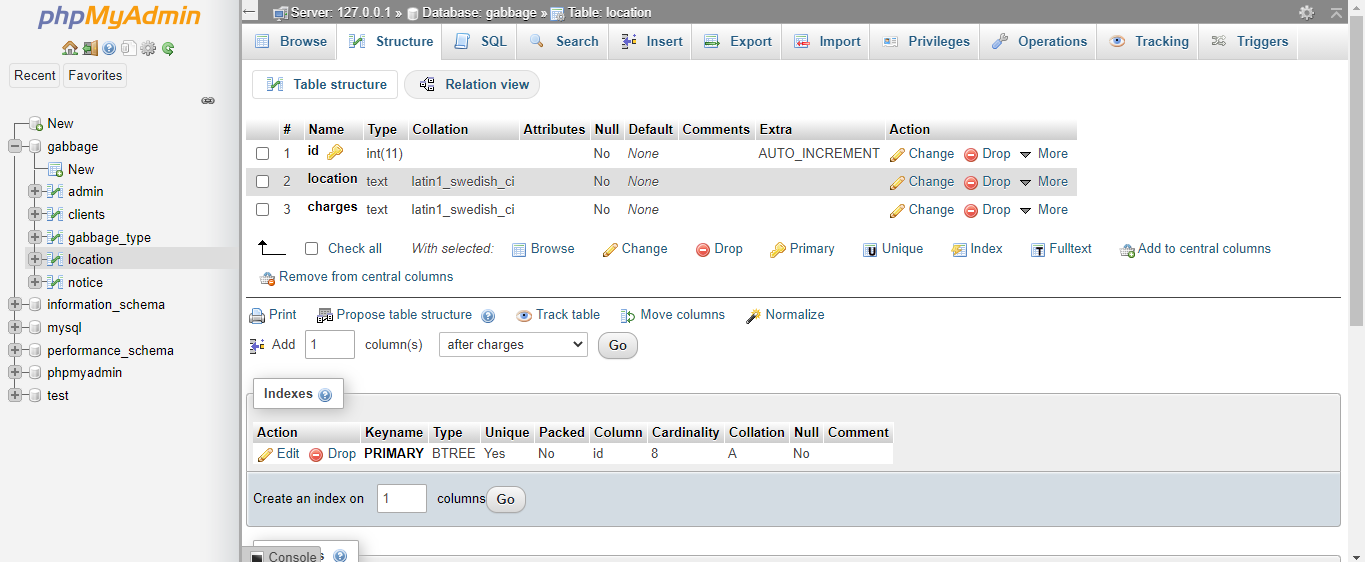 phpMyAdmin
Recent Favorites
New
gabbage
New
admin
clients
gabbage_type
location
notice
information_schema
mysql
performance_schema
phpmyadmin
test
Server: 127.0.0.1 » Database: gabbage » Table: location
Browse Structure SQL Search Insert Export Import Privileges Operations Tracking Triggers
Table structure Relation view
# Name Type Collation Attributes Null Default Comments Extra Action
1 id int(11) No None AUTO_INCREMENT Change Drop More
2 location text latin1_swedish_ci No None Change Drop More
3 charges text latin1_swedish_ci No None Change Drop More
Check all With selected: Browse Change Drop Primary Unique Index Fulltext Add to central columns
Remove from central columns
Print Propose table structure Track table Move columns Normalize
Add 1 column(s) after charges Go
Indexes
Action Keyname Type Unique Packed Column Cardinality Collation Null Comment
Edit Drop PRIMARY BTREE Yes No id 8 A No
Create an index on 1 columns Go
Console